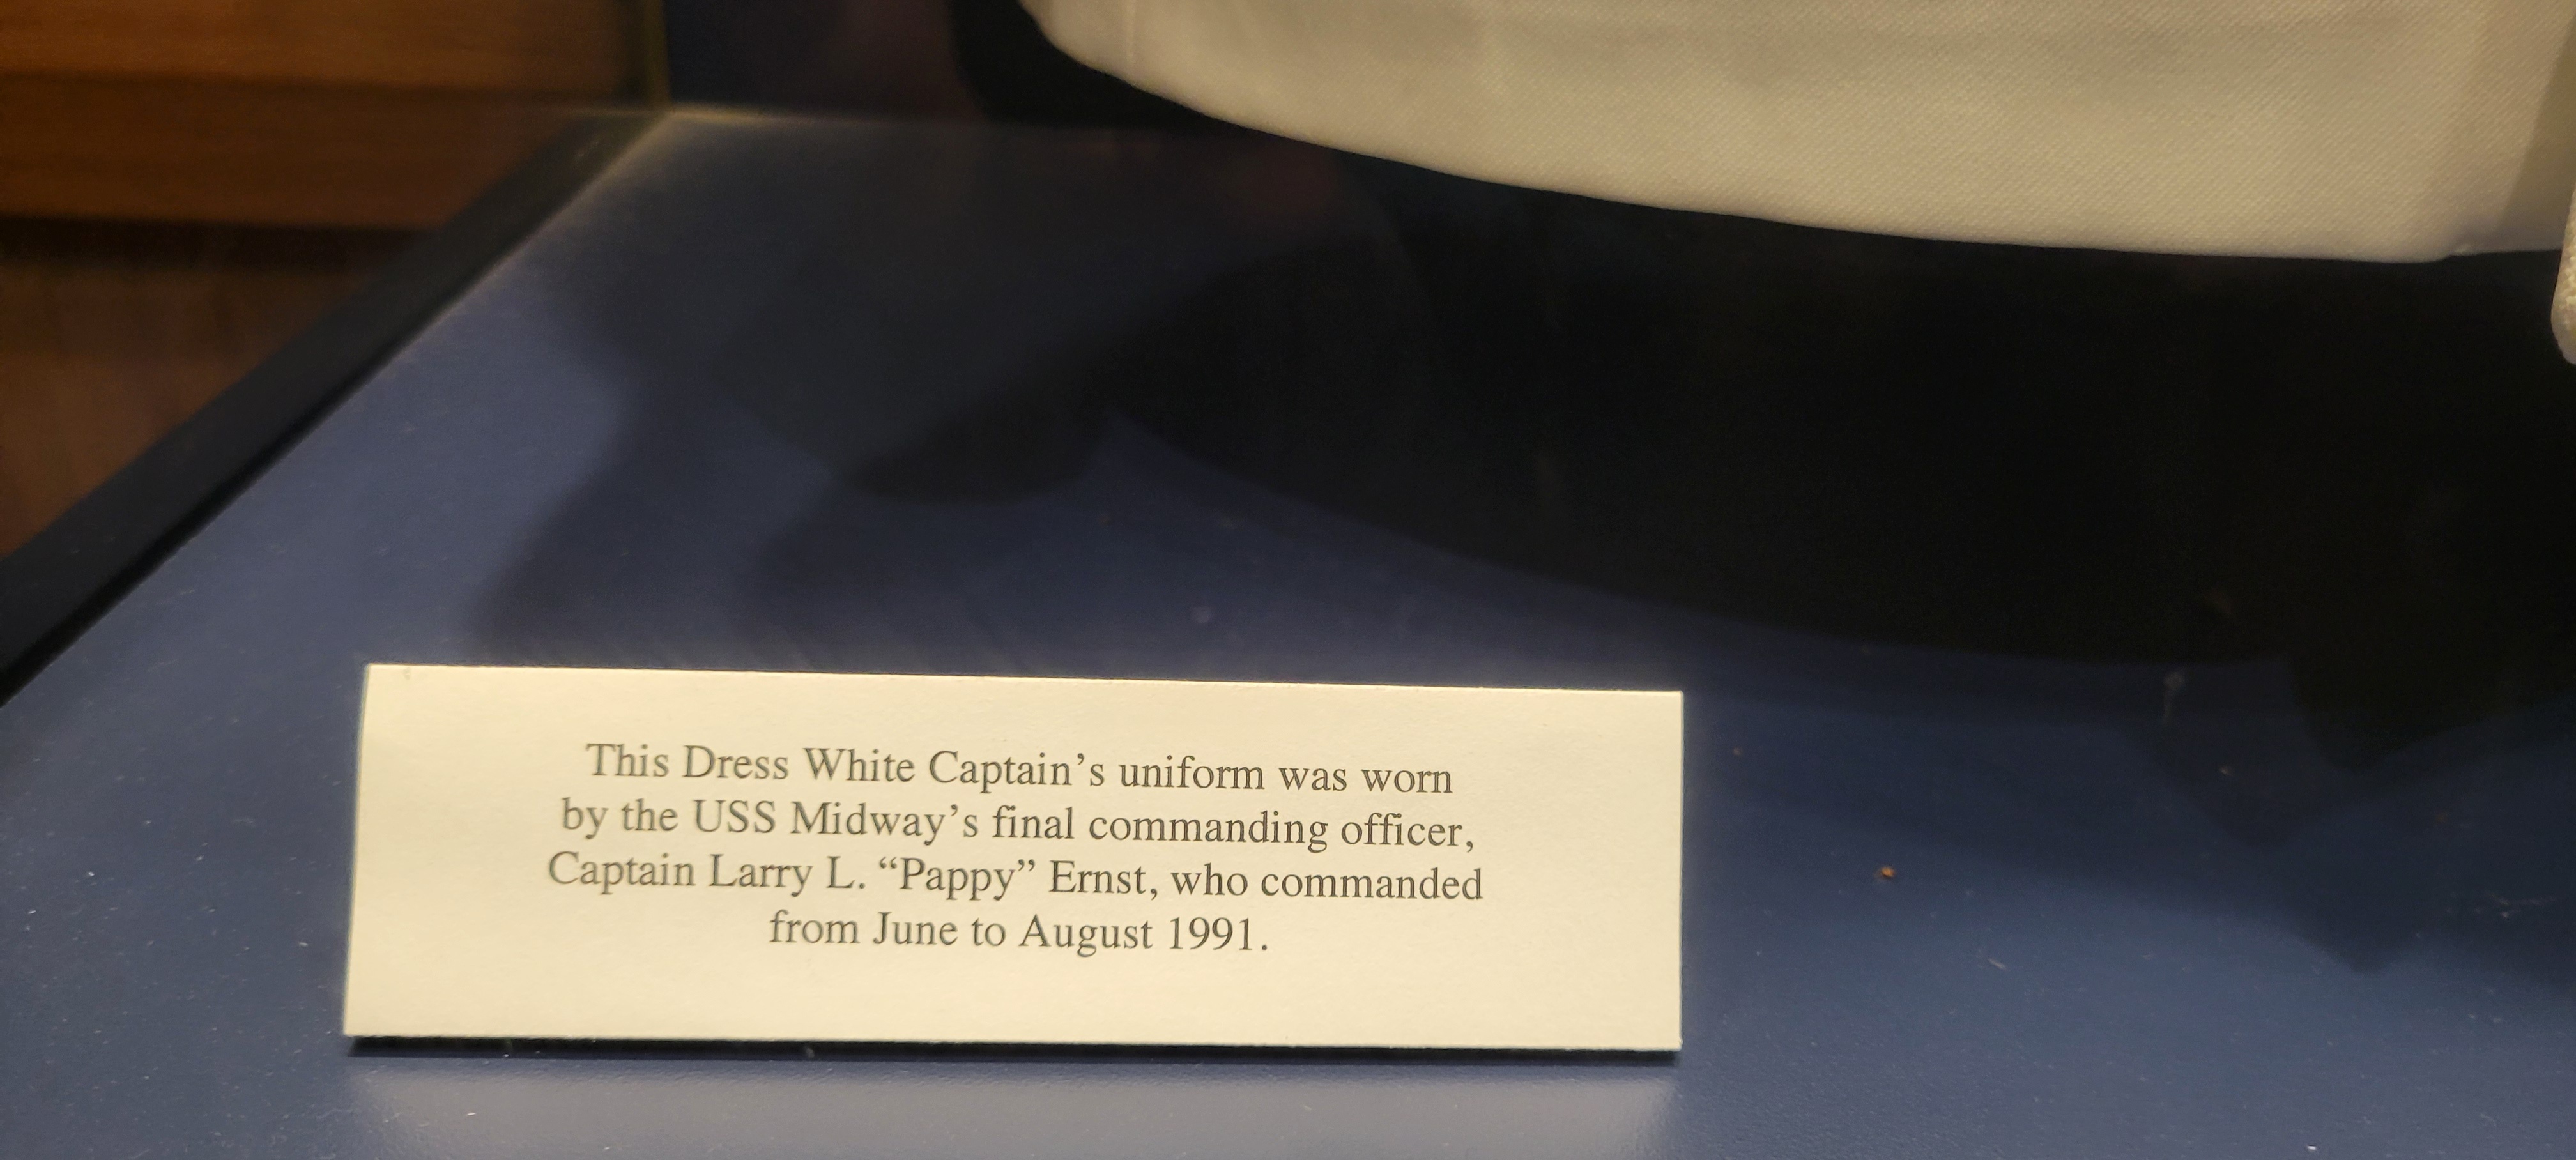 This Dress White Captain’s uniform was worn
by the USS Midway’s final commanding officer,
Captain Larry L. “Pappy” Ernst, who commanded
from June to August 1991.